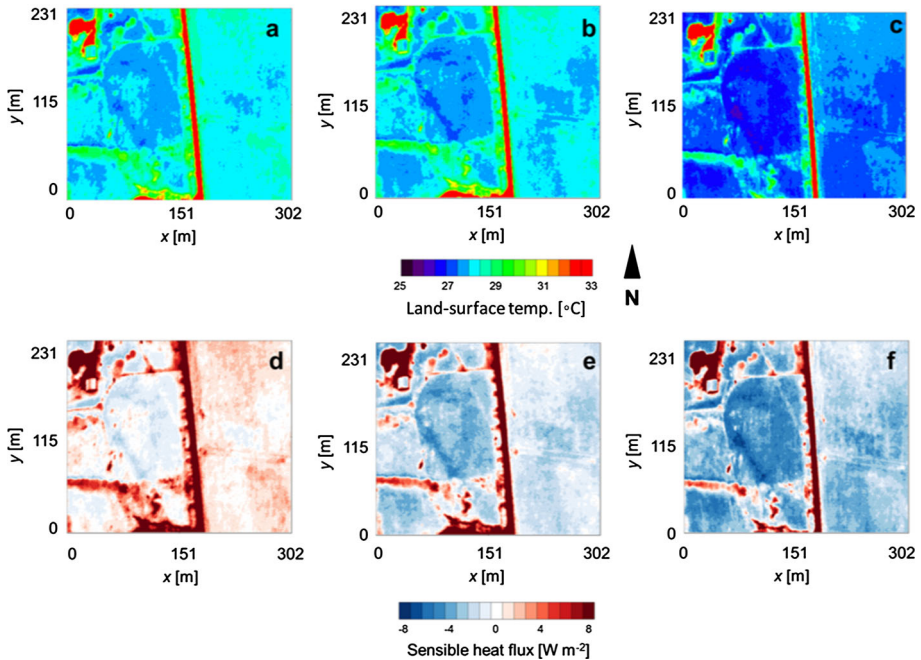 231 a 231 b 231 c
y [m] 115 y [m] 115 y [m] 115
0 0 0
0 151 302 0 151 302 0 151 302
x [m] x [m] x [m]
25 27 29 31 33
Land-surface temp. [°C]
N
231 d 231 e 231 f
y [m] 115 y [m] 115 y [m] 115
0 0 0
0 151 302 0 151 302 0 151 302
x [m] x [m] x [m]
-8 -4 0 4 8
Sensible heat flux [W m⁻²]